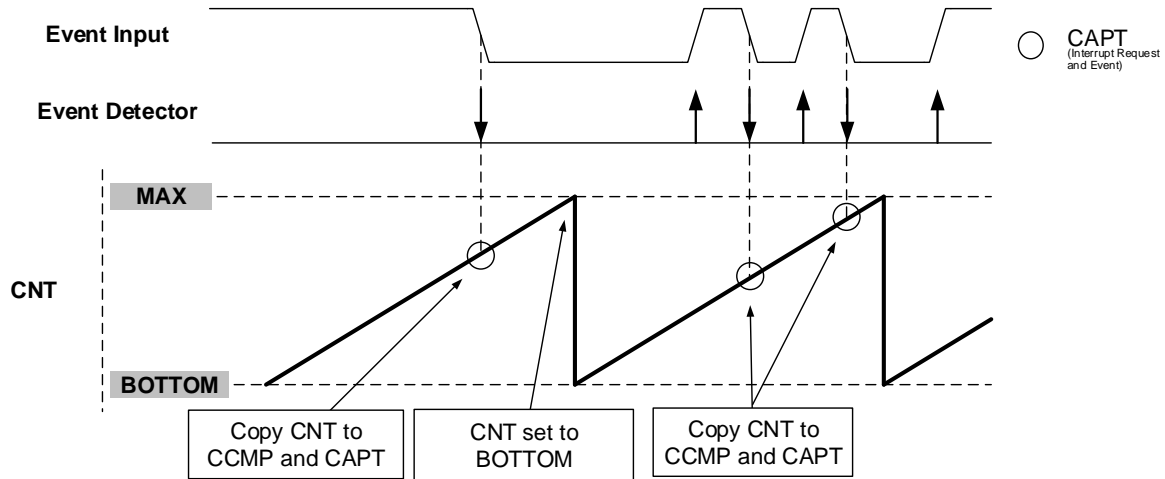 Event Input
CAPT
(Interrupt Request
and Event)
Event Detector
MAX
CNT
BOTTOM
Copy CNT to
CCMP and CAPT
CNT set to
BOTTOM
Copy CNT to
CCMP and CAPT